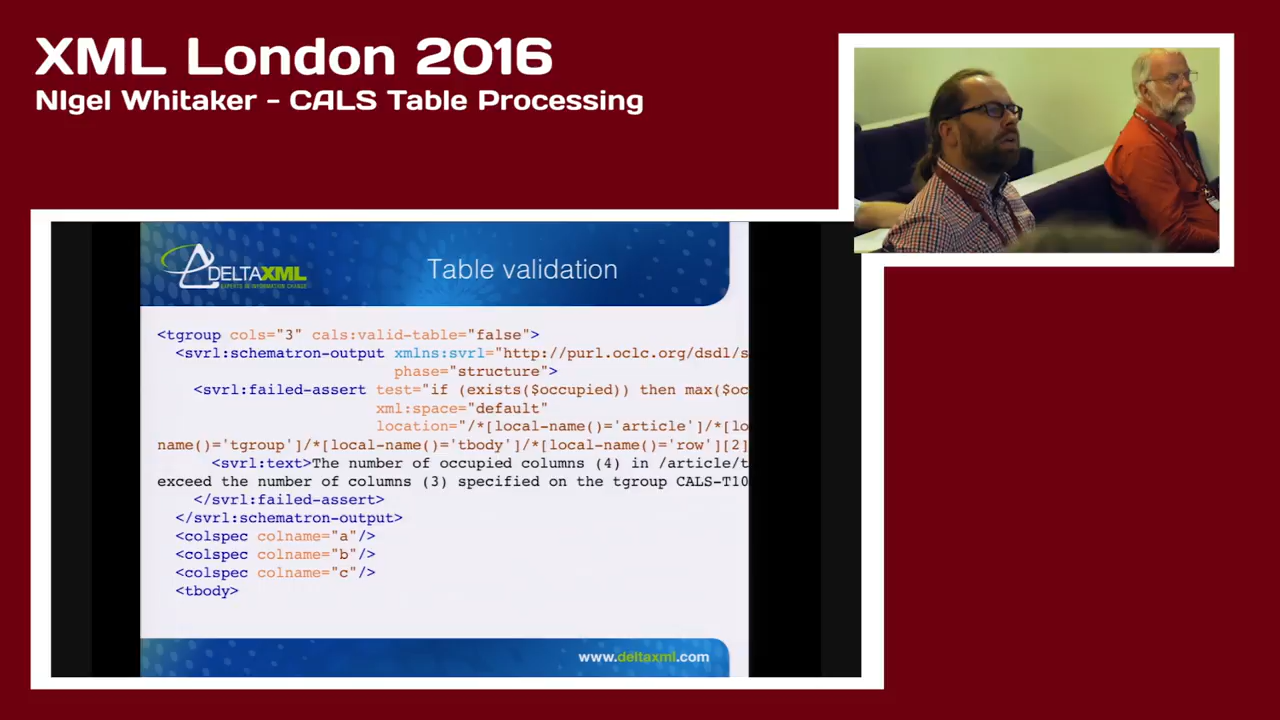 XML London 2016
NIgel Whitaker - CALS Table Processing
DELTAXML
EXPERTS IN INFORMATION CHANGE
Table validation
<tgroup cols="3" cals:valid-table="false">
<svrl:schematron-output xmlns:svrl="http://purl.oclc.org/dsdl/s
phase="structure">
<svrl:failed-assert test="if (exists($occupied)) then max($oc
xml:space="default"
location="/*[local-name()='article']/*[lo
name()='tgroup']/*[local-name()='tbody']/*[local-name()='row'][2]
<svrl:text>The number of occupied columns (4) in /article/t
exceed the number of columns (3) specified on the tgroup CALS-T10
</svrl:failed-assert>
</svrl:schematron-output>
<colspec colname="a"/>
<colspec colname="b"/>
<colspec colname="c"/>
<tbody>
www.deltaxml.com